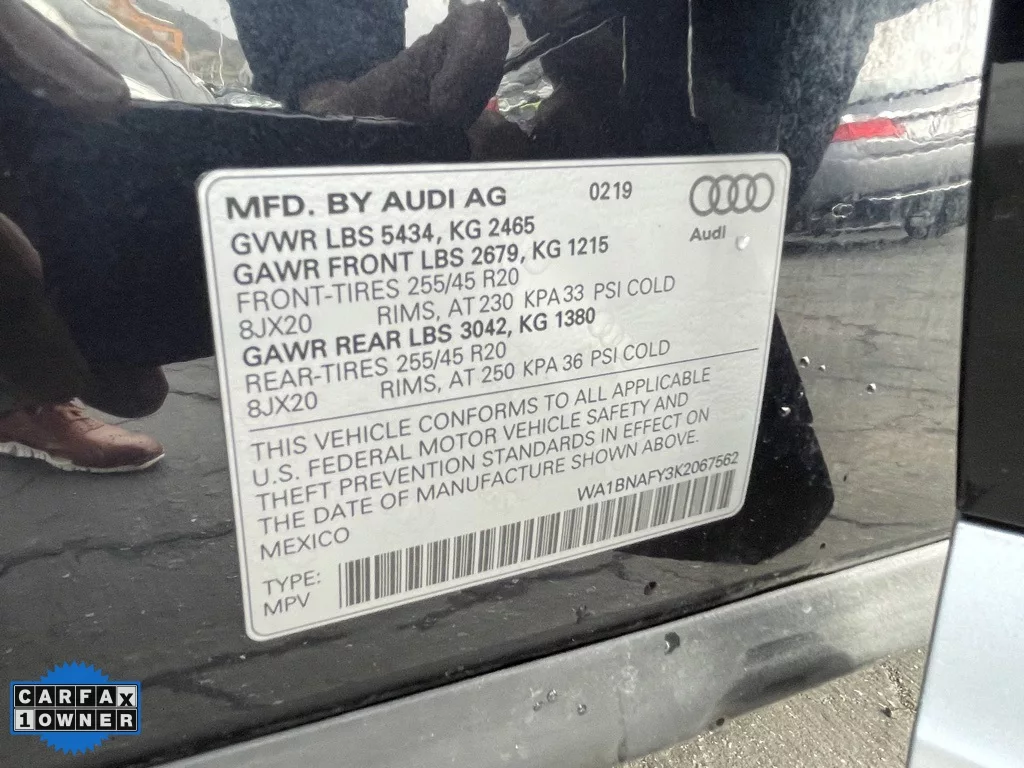 MFD. BY AUDI AG 0219
Audi
GVWR LBS 5434, KG 2465
GAWR FRONT LBS 2679, KG 1215
FRONT-TIRES 255/45 R20
8JX20 RIMS, AT 230 KPA 33 PSI COLD
GAWR REAR LBS 3042, KG 1380
REAR-TIRES 255/45 R20
8JX20 RIMS, AT 250 KPA 36 PSI COLD
THIS VEHICLE CONFORMS TO ALL APPLICABLE
U.S. FEDERAL MOTOR VEHICLE SAFETY AND
THEFT PREVENTION STANDARDS IN EFFECT ON
THE DATE OF MANUFACTURE SHOWN ABOVE.
MEXICO WA1BNAFY3K2067562
TYPE:
MPV
CARFAX
1 OWNER